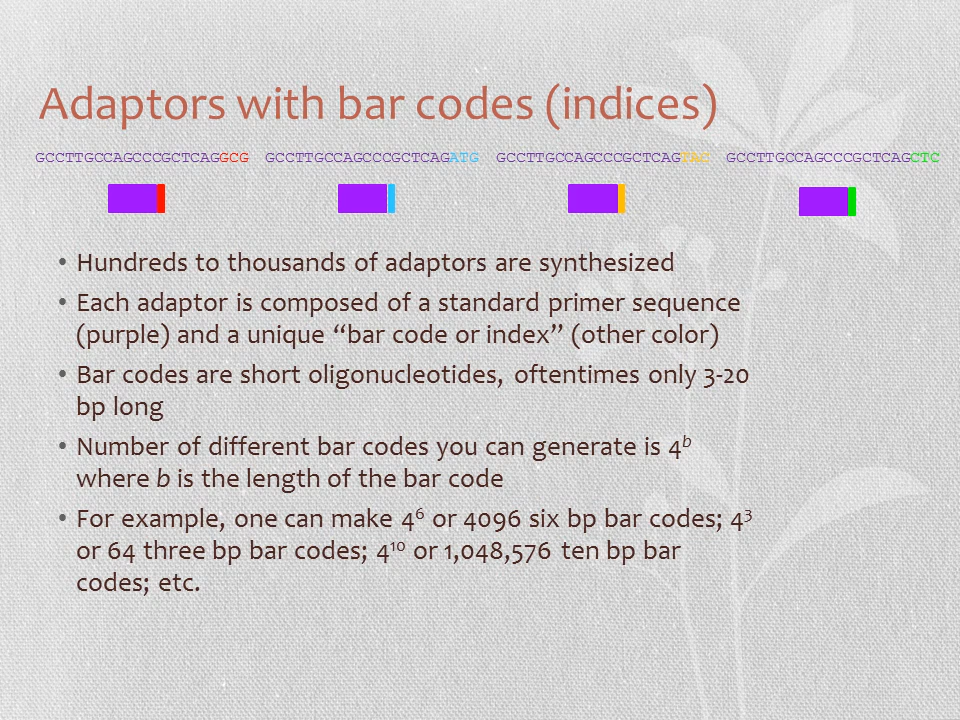 Adaptors with bar codes (indices)
GCCTTGCCAGCCCGCTCAGGCG GCCTTGCCAGCCCGCTCAGATG GCCTTGCCAGCCCGCTCAGTAC GCCTTGCCAGCCCGCTCAGCTC
• Hundreds to thousands of adaptors are synthesized
• Each adaptor is composed of a standard primer sequence
(purple) and a unique “bar code or index” (other color)
• Bar codes are short oligonucleotides, oftentimes only 3-20
bp long
• Number of different bar codes you can generate is 4ᵇ
where b is the length of the bar code
• For example, one can make 4⁶ or 4096 six bp bar codes; 4³
or 64 three bp bar codes; 4¹⁰ or 1,048,576 ten bp bar
codes; etc.